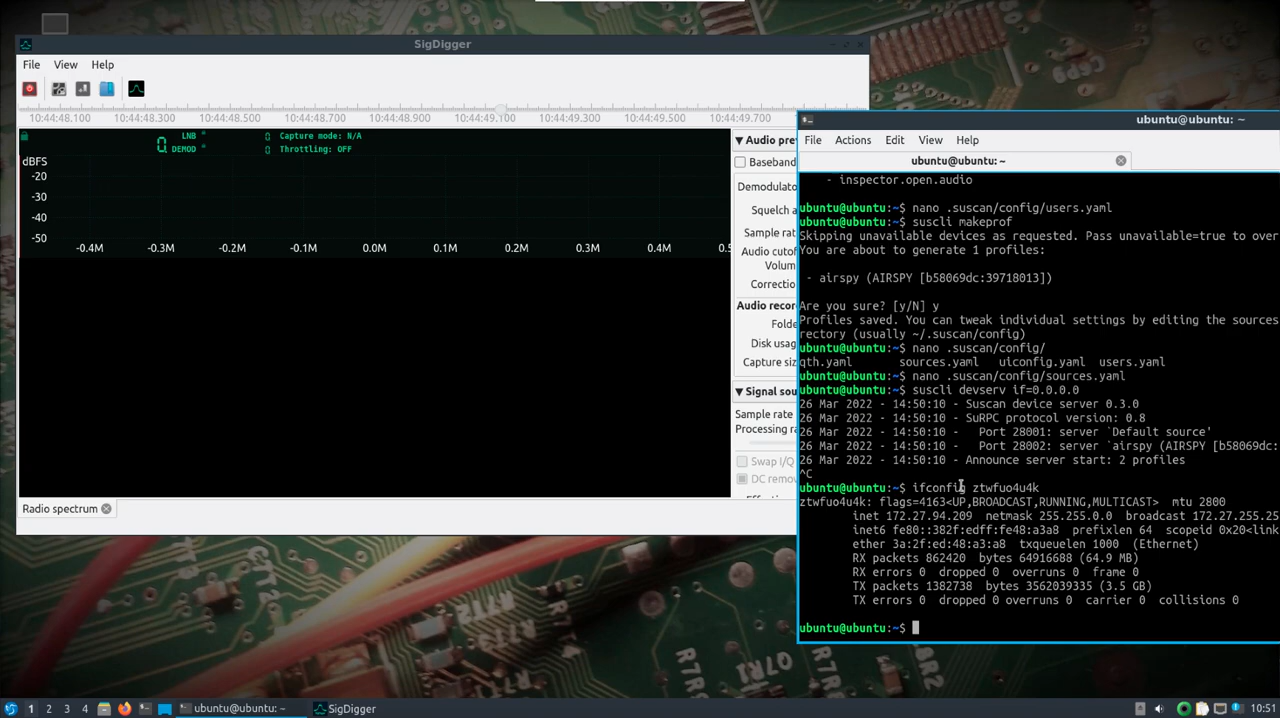 SigDigger
File View Help
10:44:48.100 10:44:48.300 10:44:48.500 10:44:48.700 10:44:48.900 10:44:49.100 10:44:49.300 10:44:49.500 10:44:49.700
0 LNB
DEMOD
0 Capture mode: N/A
0 Throttling: OFF
dBFS
-20
-30
-40
-50
-0.4M -0.3M -0.2M -0.1M 0.0M 0.1M 0.2M 0.3M 0.4M 0.5
Audio pre
Baseband
Demodulato
Squelch a
Sample rat
Audio cutof
Volum
Correctio
Audio recor
Folde
Disk usag
Capture siz
Signal sou
Sample rate
Processing ra
Swap I/Q
DC remov
Radio spectrum
ubuntu@ubuntu: ~
File Actions Edit View Help
ubuntu@ubuntu: ~
- inspector.open.audio
ubuntu@ubuntu:~$ nano .suscan/config/users.yaml
ubuntu@ubuntu:~$ suscli makeprof
Skipping unavailable devices as requested. Pass unavailable=true to over
You are about to generate 1 profiles:
- airspy (AIRSPY [b58069dc:39718013])
Are you sure? [y/N] y
Profiles saved. You can tweak individual settings by editing the sources
rectory (usually ~/.suscan/config)
ubuntu@ubuntu:~$ nano .suscan/config/
qth.yaml sources.yaml uiconfig.yaml users.yaml
ubuntu@ubuntu:~$ nano .suscan/config/sources.yaml
ubuntu@ubuntu:~$ suscli devserv if=0.0.0.0
26 Mar 2022 - 14:50:10 - Suscan device server 0.3.0
26 Mar 2022 - 14:50:10 - SuRPC protocol version: 0.8
26 Mar 2022 - 14:50:10 - Port 28001: server `Default source'
26 Mar 2022 - 14:50:10 - Port 28002: server `airspy (AIRSPY [b58069dc:
26 Mar 2022 - 14:50:10 - Announce server start: 2 profiles
^C
ubuntu@ubuntu:~$ ifconfig ztwfuo4u4k
ztwfuo4u4k: flags=4163<UP,BROADCAST,RUNNING,MULTICAST> mtu 2800
inet 172.27.94.209 netmask 255.255.0.0 broadcast 172.27.255.25
inet6 fe80::382f:edff:fe48:a3a8 prefixlen 64 scopeid 0x20<link
ether 3a:2f:ed:48:a3:a8 txqueuelen 1000 (Ethernet)
RX packets 862420 bytes 64916688 (64.9 MB)
RX errors 0 dropped 0 overruns 0 frame 0
TX packets 1382738 bytes 3562039335 (3.5 GB)
TX errors 0 dropped 0 overruns 0 carrier 0 collisions 0
ubuntu@ubuntu:~$
1 2 3 4 ubuntu@ubuntu: ~ SigDigger 10:51